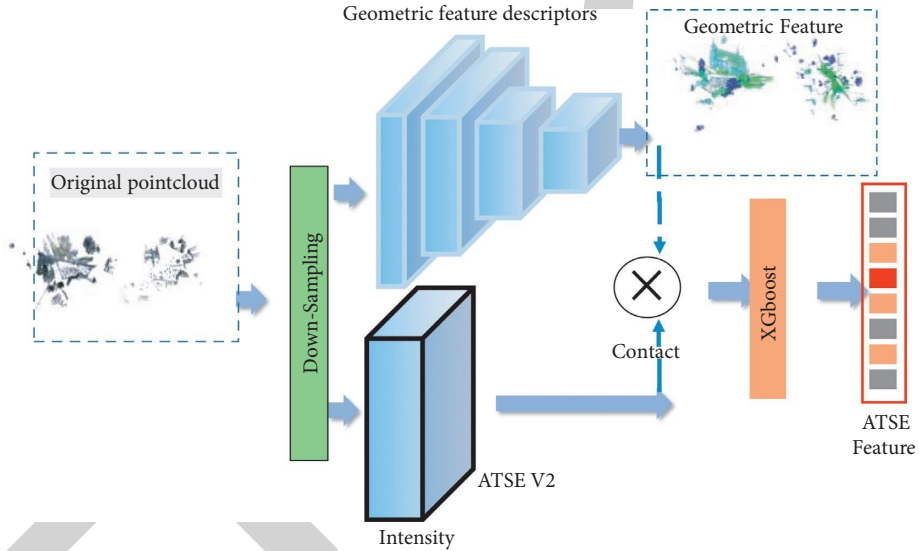 Geometric feature descriptors
Geometric Feature
Original pointcloud
Down-Sampling
Contact
XGboost
ATSE
Feature
ATSE V2
Intensity